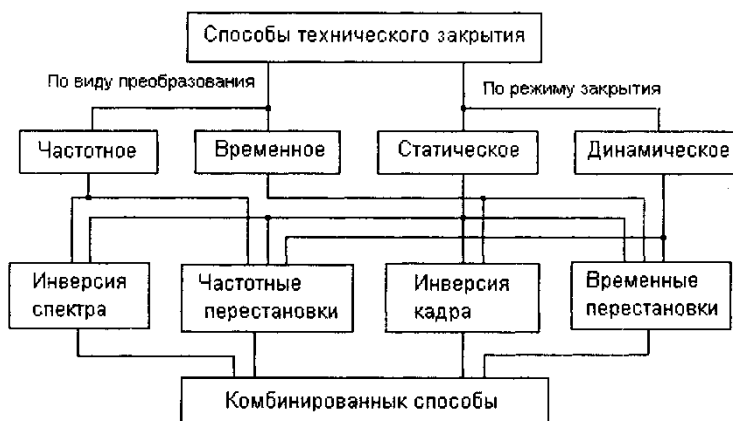 Способы технического закрытия
По виду преобразования
По режиму закрытия
Частотное
Временное
Статическое
Динамическое
Инверсия
спектра
Частотные
перестановки
Инверсия
кадра
Временные
перестановки
Комбинированнык способы